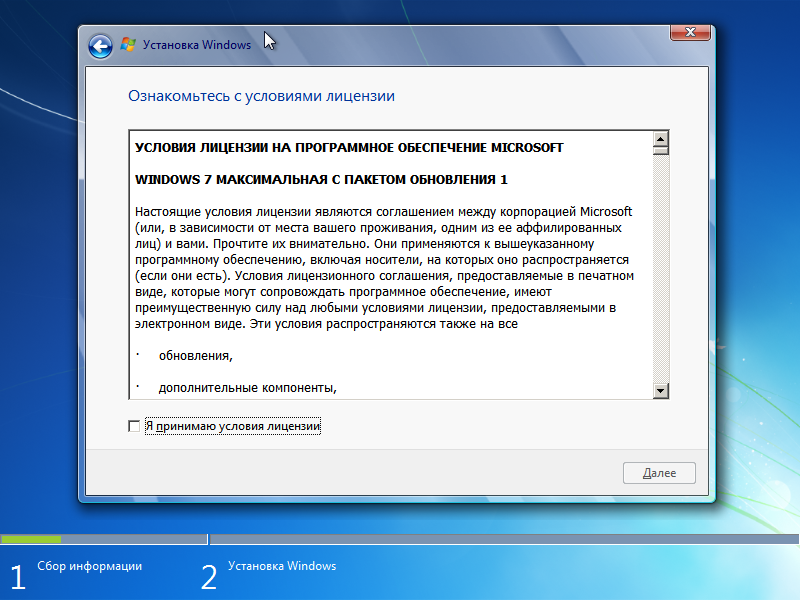 Установка Windows
Ознакомьтесь с условиями лицензии
УСЛОВИЯ ЛИЦЕНЗИИ НА ПРОГРАММНОЕ ОБЕСПЕЧЕНИЕ MICROSOFT
WINDOWS 7 МАКСИМАЛЬНАЯ С ПАКЕТОМ ОБНОВЛЕНИЯ 1
Настоящие условия лицензии являются соглашением между корпорацией Microsoft
(или, в зависимости от места вашего проживания, одним из ее аффилированных
лиц) и вами. Прочтите их внимательно. Они применяются к вышеуказанному
программному обеспечению, включая носители, на которых оно распространяется
(если они есть). Условия лицензионного соглашения, предоставляемые в печатном
виде, которые могут сопровождать программное обеспечение, имеют
преимущественную силу над любыми условиями лицензии, предоставляемыми в
электронном виде. Эти условия распространяются также на все
· обновления,
· дополнительные компоненты,
Я принимаю условия лицензии
Далее
1 Сбор информации
2 Установка Windows